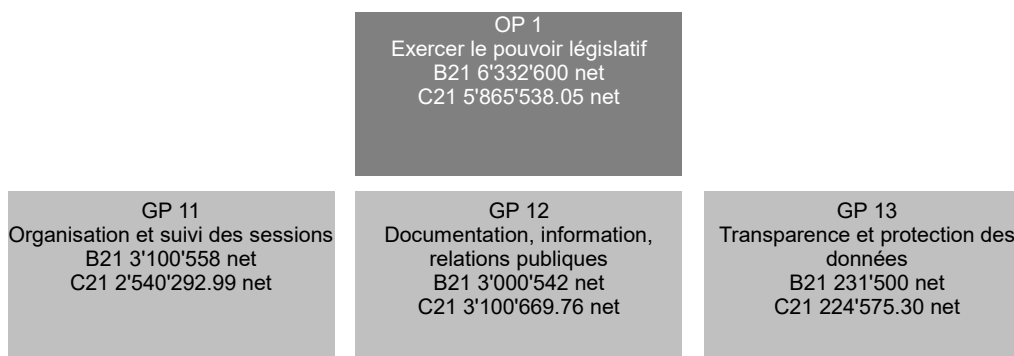 OP 1
Exercer le pouvoir législatif
B21 6'332'600 net
C21 5'865'538.05 net
GP 11
Organisation et suivi des sessions
B21 3'100'558 net
C21 2'540'292.99 net
GP 12
Documentation, information,
relations publiques
B21 3'000'542 net
C21 3'100'669.76 net
GP 13
Transparence et protection des
données
B21 231'500 net
C21 224'575.30 net